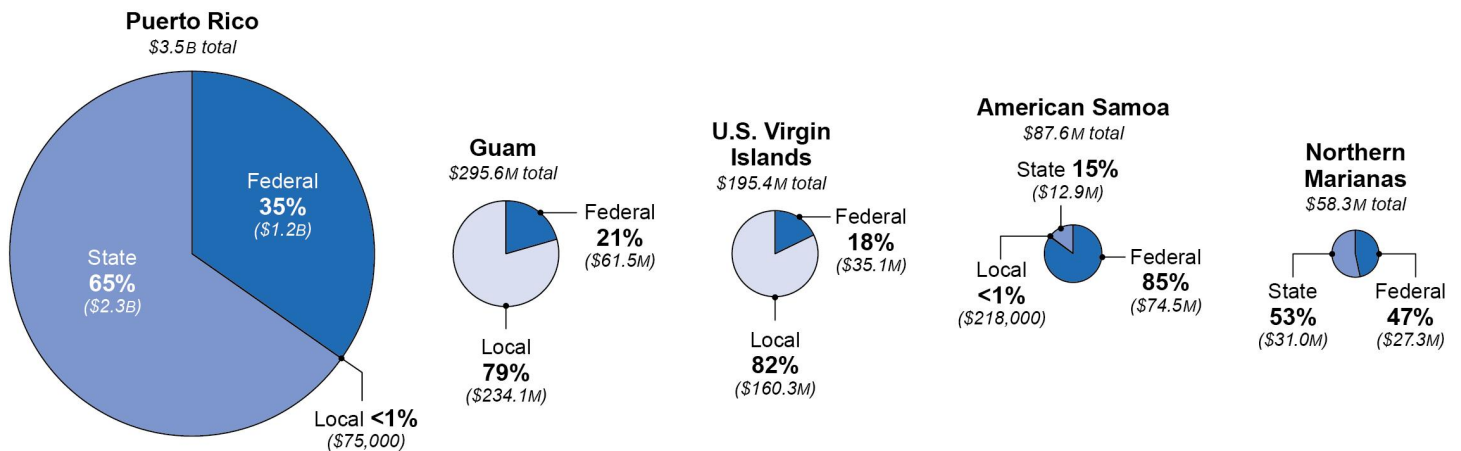 Puerto Rico
$3.5B total
Federal
35%
($1.2B)
State
65%
($2.3B)
Local <1%
($75,000)
Guam
$295.6M total
Federal
21%
($61.5M)
Local
79%
($234.1M)
U.S. Virgin
Islands
$195.4M total
Federal
18%
($35.1M)
Local
82%
($160.3M)
American Samoa
$87.6M total
State 15%
($12.9M)
Local
<1%
($218,000)
Federal
85%
($74.5M)
Northern
Marianas
$58.3M total
State
53%
($31.0M)
Federal
47%
($27.3M)